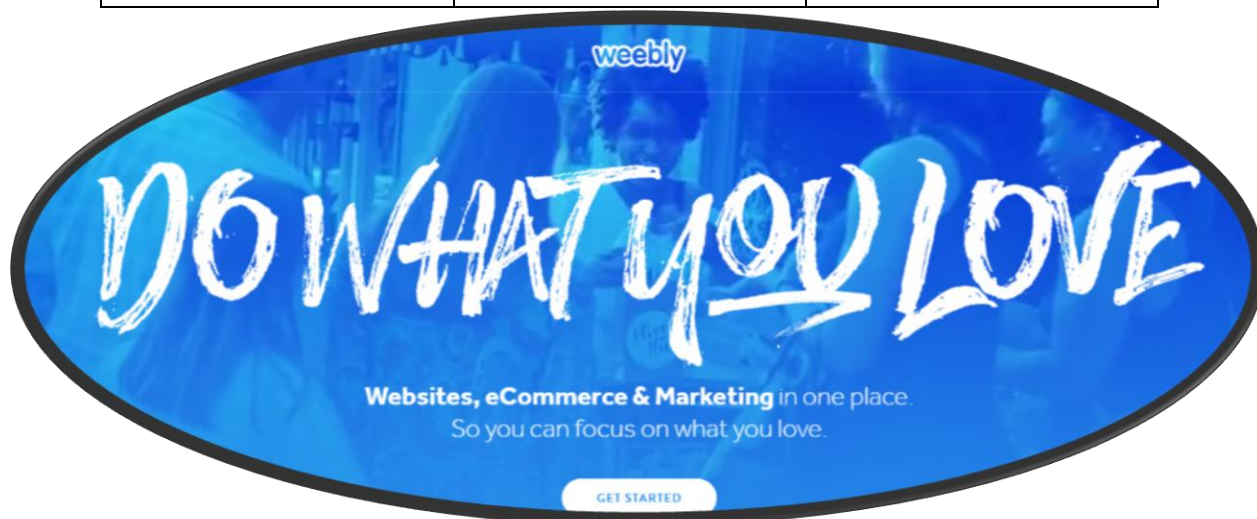 weebly
DO WHAT YOU LOVE
Websites, eCommerce & Marketing in one place.
So you can focus on what you love.
GET STARTED